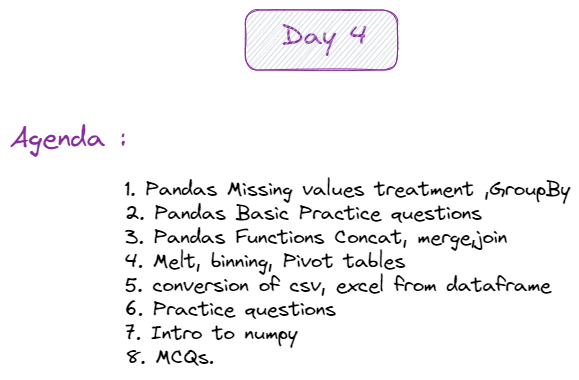 Day 4
Agenda :
1. Pandas Missing values treatment ,GroupBy
2. Pandas Basic Practice questions
3. Pandas Functions Concat, merge,join
4. Melt, binning, Pivot tables
5. conversion of csv, excel from dataframe
6. Practice questions
7. Intro to numpy
8. MCQs.